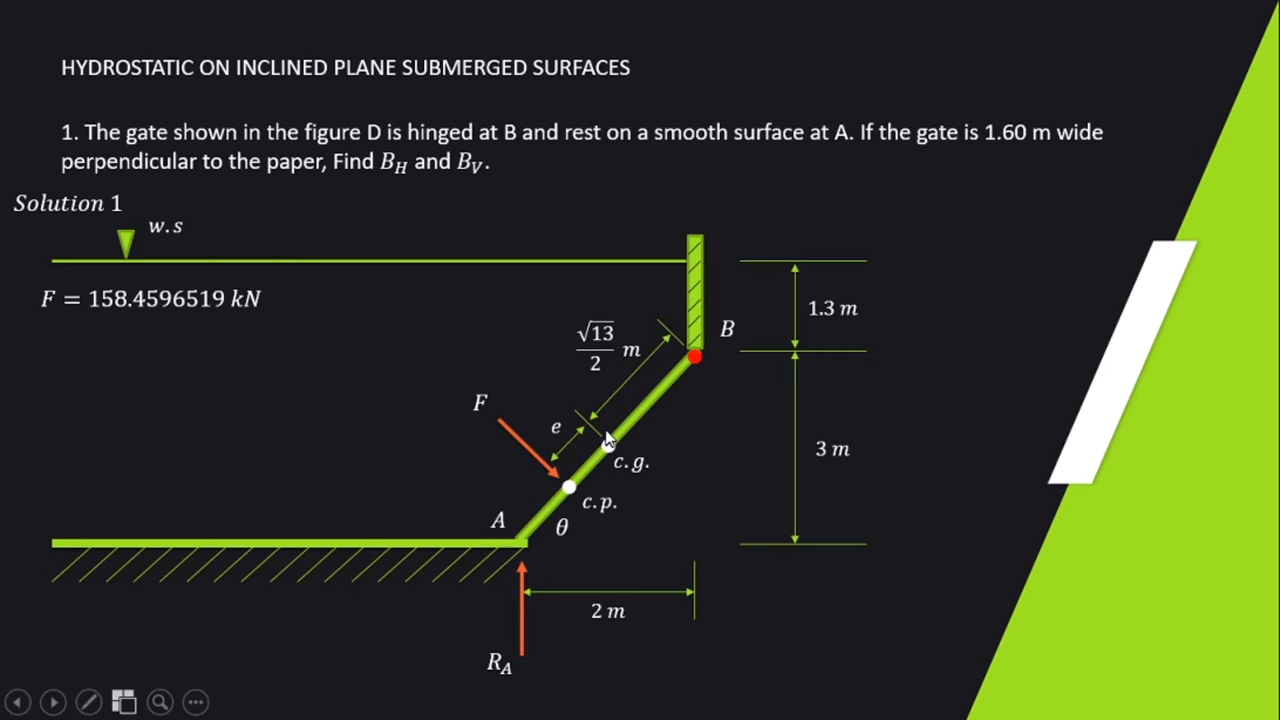 HYDROSTATIC ON INCLINED PLANE SUBMERGED SURFACES
1. The gate shown in the figure D is hinged at B and rest on a smooth surface at A. If the gate is 1.60 m wide
perpendicular to the paper, Find B_H and B_V.
Solution 1
w.s
F = 158.4596519 kN
1.3 m
B
√13/2 m
F
e
3 m
c.g.
c.p.
A
θ
2 m
R_A